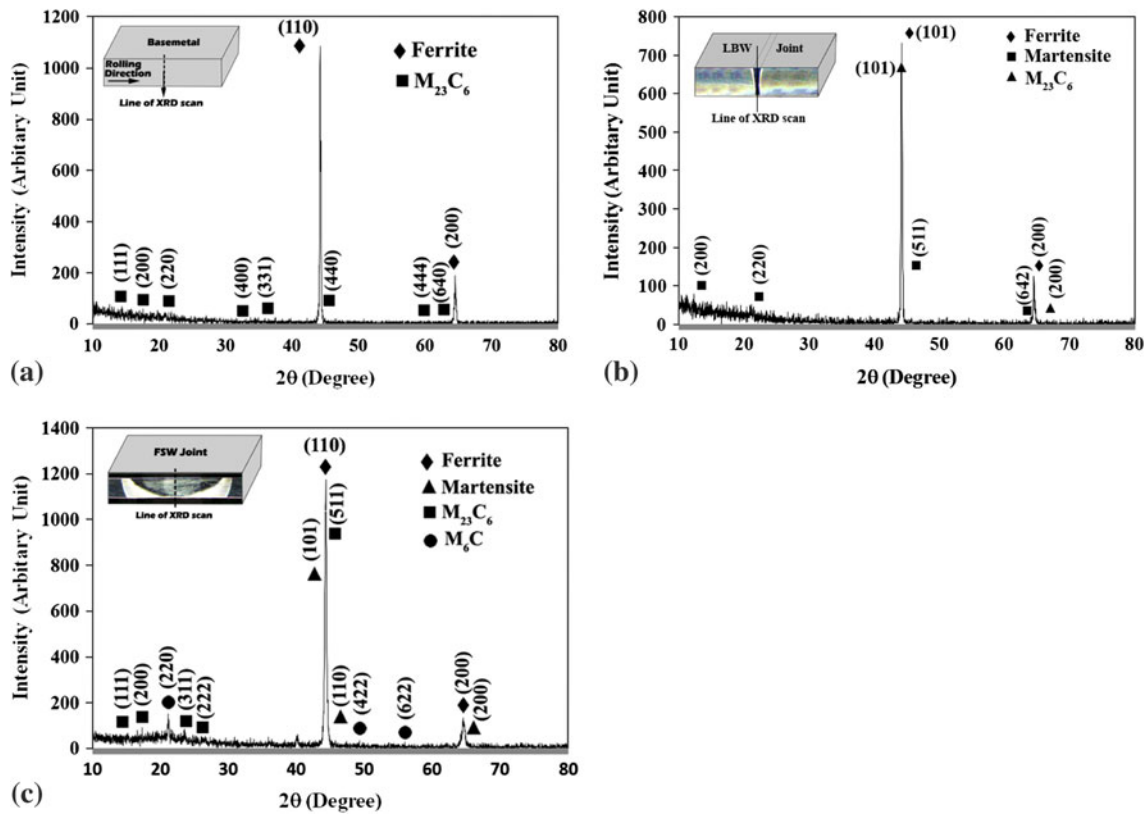 1200
1000
800
600
400
200
0
Intensity (Arbitary Unit)
Basemetal
Rolling
Direction
Line of XRD scan
(110)
♦ Ferrite
■ M₂₃C₆
(111)
(200)
(220)
(400)
(331)
(440)
(444)
(640)
(200)
10 20 30 40 50 60 70 80
2θ (Degree)
(a)
800
700
600
500
400
300
200
100
0
Intensity (Arbitary Unit)
LBW Joint
Line of XRD scan
(101)
(101)
♦ Ferrite
■ Martensite
▲ M₂₃C₆
(200)
(220)
(511)
(642)
(200)
(200)
10 20 30 40 50 60 70 80
2θ (Degree)
(b)
1400
1200
1000
800
600
400
200
0
Intensity (Arbitary Unit)
FSW Joint
Line of XRD scan
(110)
(101)
(511)
♦ Ferrite
▲ Martensite
■ M₂₃C₆
● M₆C
(111)
(200)
(220)
(311)
(222)
(110)
(422)
(622)
(200)
(200)
10 20 30 40 50 60 70 80
2θ (Degree)
(c)